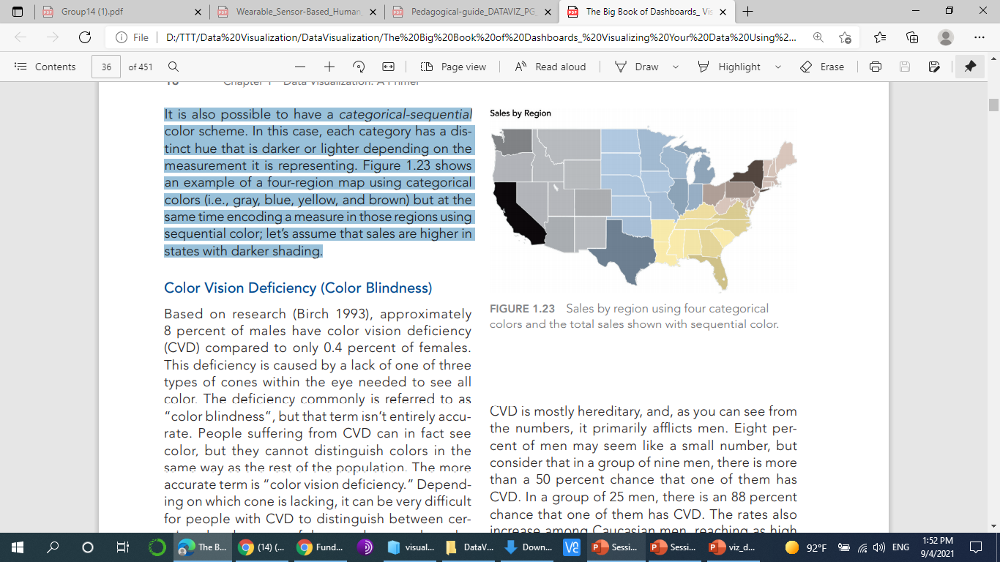 Group14 (1).pdf
Wearable_Sensor-Based_Human
Pedagogical-guide_DATAVIZ_PG
The Big Book of Dashboards_ Vis
File
D:/TTT/Data%20Visualization/DataVisualization/The%20Big%20Book%20of%20Dashboards_%20Visualizing%20Your%20Data%20Using%2...
Contents
36
of 451
Page view
Read aloud
Draw
Highlight
Erase
Chapter 1 Data Visualization: A Primer
It is also possible to have a categorical-sequential
color scheme. In this case, each category has a dis-
tinct hue that is darker or lighter depending on the
measurement it is representing. Figure 1.23 shows
an example of a four-region map using categorical
colors (i.e., gray, blue, yellow, and brown) but at the
same time encoding a measure in those regions using
sequential color; let’s assume that sales are higher in
states with darker shading.
Color Vision Deficiency (Color Blindness)
Based on research (Birch 1993), approximately
8 percent of males have color vision deficiency
(CVD) compared to only 0.4 percent of females.
This deficiency is caused by a lack of one of three
types of cones within the eye needed to see all
color. The deficiency commonly is referred to as
“color blindness”, but that term isn’t entirely accu-
rate. People suffering from CVD can in fact see
color, but they cannot distinguish colors in the
same way as the rest of the population. The more
accurate term is “color vision deficiency.” Depend-
ing on which cone is lacking, it can be very difficult
for people with CVD to distinguish between cer-
Sales by Region
FIGURE 1.23 Sales by region using four categorical
colors and the total sales shown with sequential color.
CVD is mostly hereditary, and, as you can see from
the numbers, it primarily afflicts men. Eight per-
cent of men may seem like a small number, but
consider that in a group of nine men, there is more
than a 50 percent chance that one of them has
CVD. In a group of 25 men, there is an 88 percent
chance that one of them has CVD. The rates also
increase among Caucasian men, reaching as high
The B...
(14) (...
Fund...
visual...
DataV...
Down...
Sessi...
Sessi...
viz_d...
92°F
ENG
1:52 PM
9/4/2021